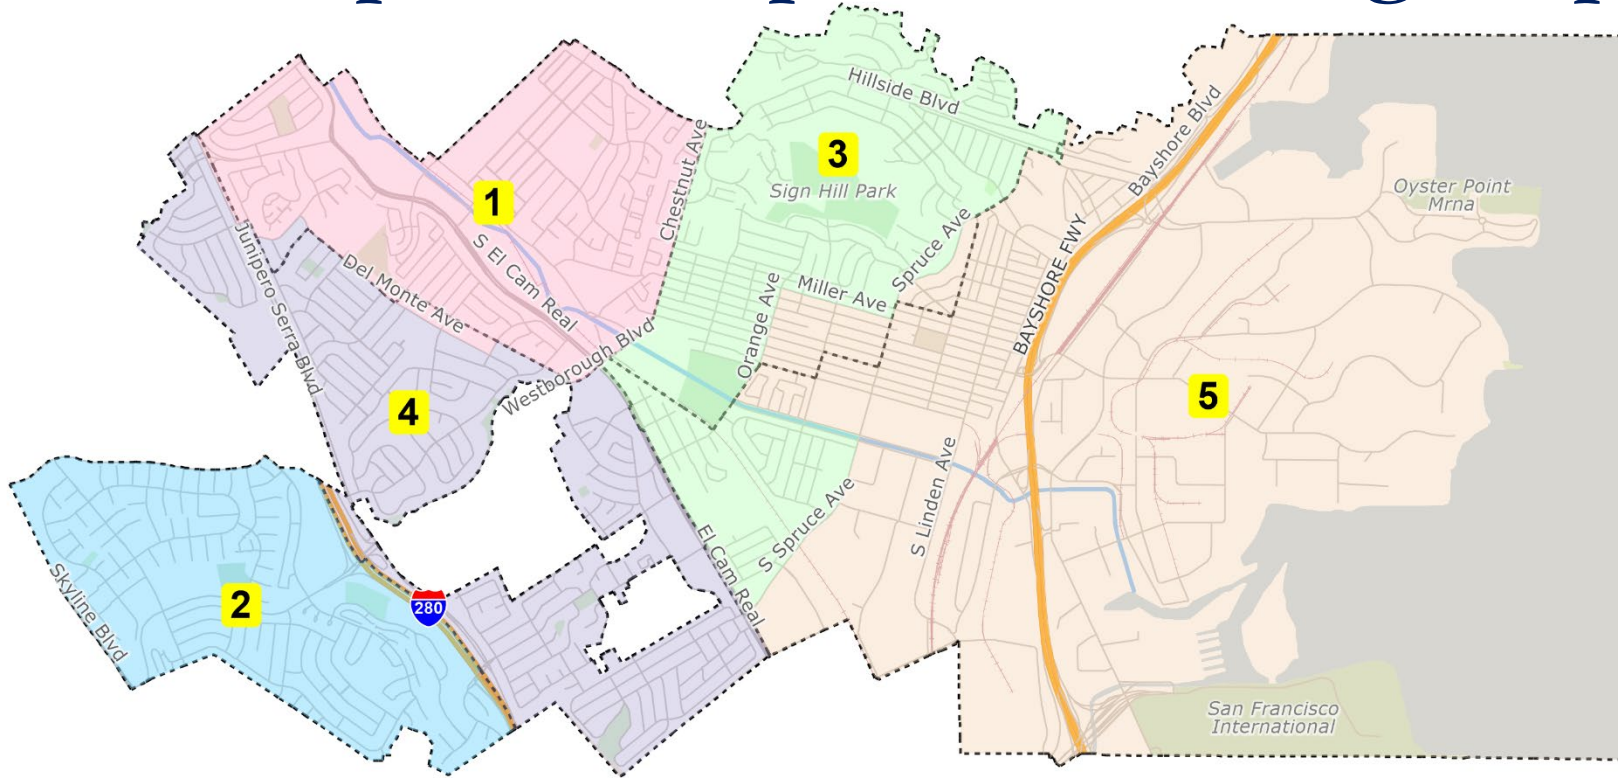 Hillside Blvd
Bayshore Blvd
Chestnut Ave
3
Sign Hill Park
Oyster Point
Mrna
1
Junipero Serra Blvd
S El Cam Real
Spruce Ave
BAYSHORE FWY
Del Monte Ave
Miller Ave
Orange Ave
Westborough Blvd
4
5
S Linden Ave
S Spruce Ave
El Cam Real
Skyline Blvd
2
280
San Francisco
International